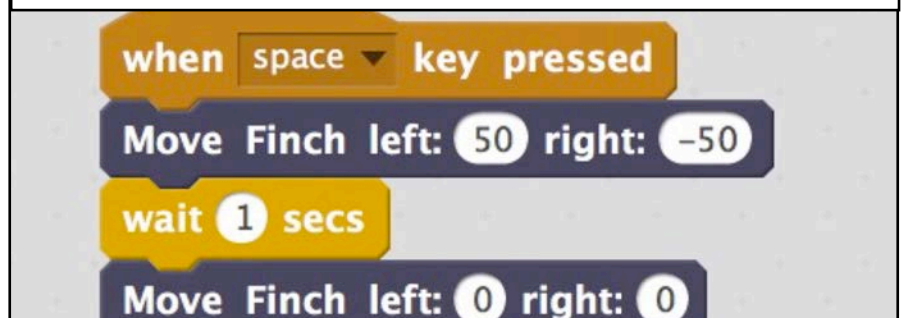 when space key pressed
Move Finch left: 50 right: -50
wait 1 secs
Move Finch left: 0 right: 0